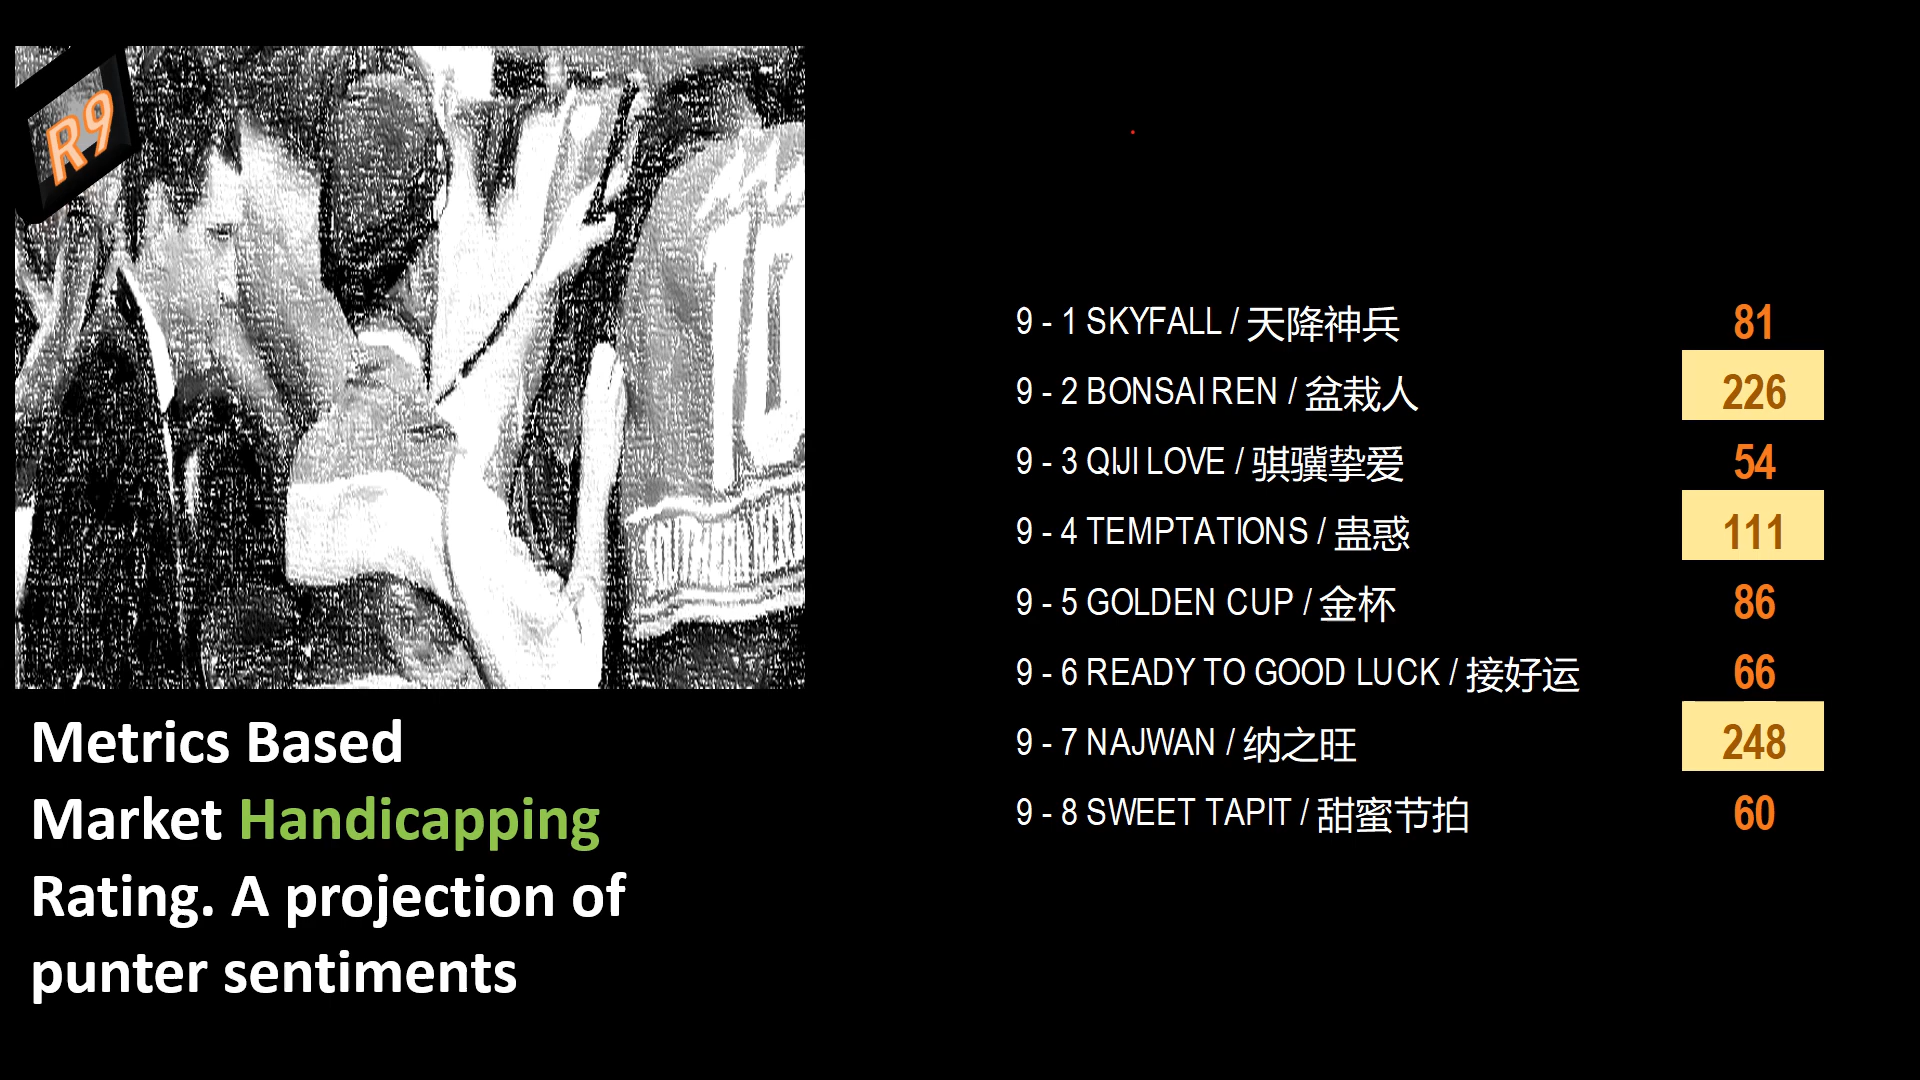 R9
Metrics Based
Market Handicapping
Rating. A projection of
punter sentiments
9 - 1 SKYFALL / 天降神兵 81
9 - 2 BONSAI REN / 盆栽人 226
9 - 3 QIJI LOVE / 骐骥挚爱 54
9 - 4 TEMPTATIONS / 蛊惑 111
9 - 5 GOLDEN CUP / 金杯 86
9 - 6 READY TO GOOD LUCK / 接好运 66
9 - 7 NAJWAN / 纳之旺 248
9 - 8 SWEET TAPIT / 甜蜜节拍 60